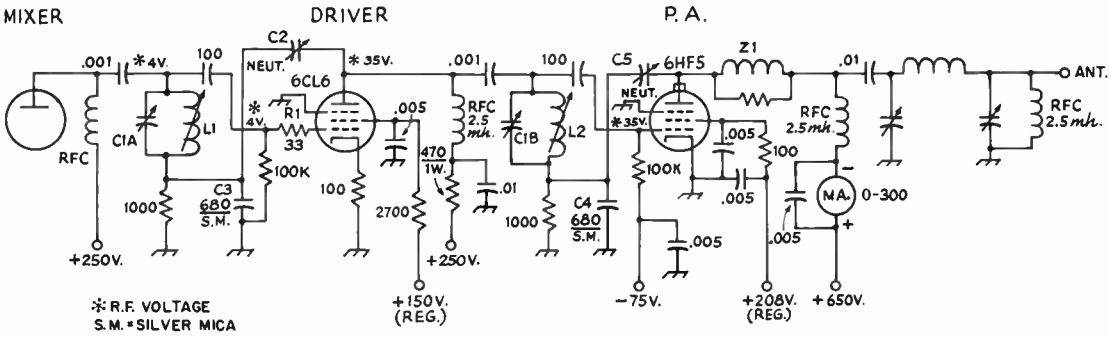 MIXER
DRIVER
P. A.
.001
* 4V.
100
C2
NEUT.
6CL6
* 35V.
.001
100
C5
NEUT.
6HF5
Z1
.01
ANT.
C1A
L1
RFC
* 4V.
R1
33
100K
.005
RFC
2.5mh.
C1B
L2
* 35V.
100K
.005
100
RFC
2.5mh.
RFC
2.5mh.
1000
C3
680
S.M.
100
2700
470
1W.
.01
1000
C4
680
S.M.
.005
.005
.005
-
MA.
0-300
+
+250V.
+150V.
(REG.)
+250V.
-75V.
+208V.
(REG.)
+650V.
* R.F. VOLTAGE
S.M. = SILVER MICA